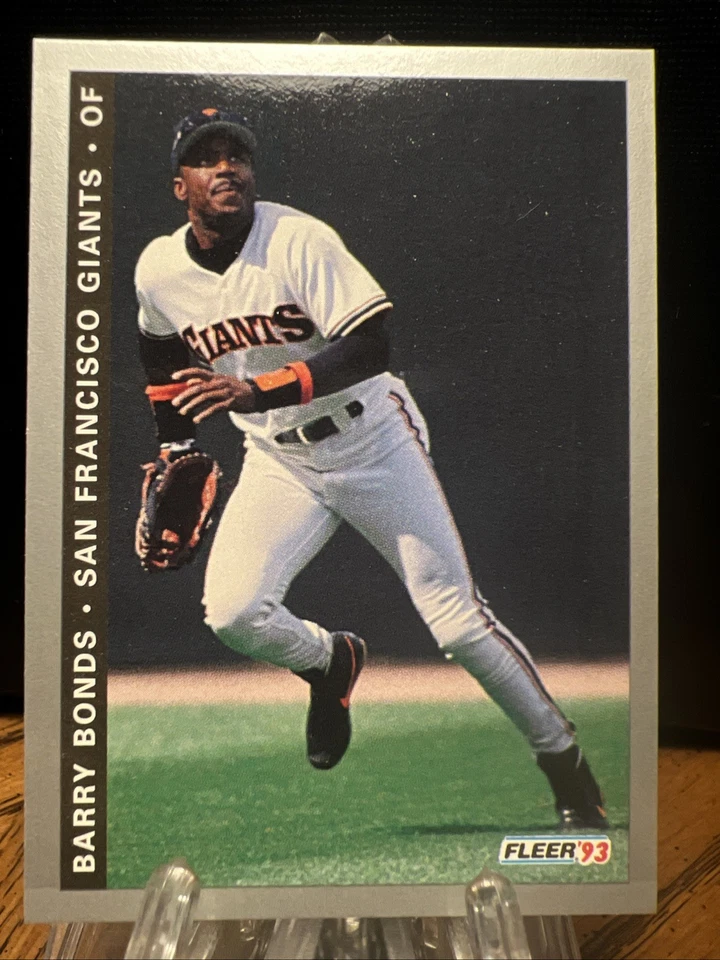 BARRY BONDS • SAN FRANCISCO GIANTS • OF
GIANTS
FLEER '93